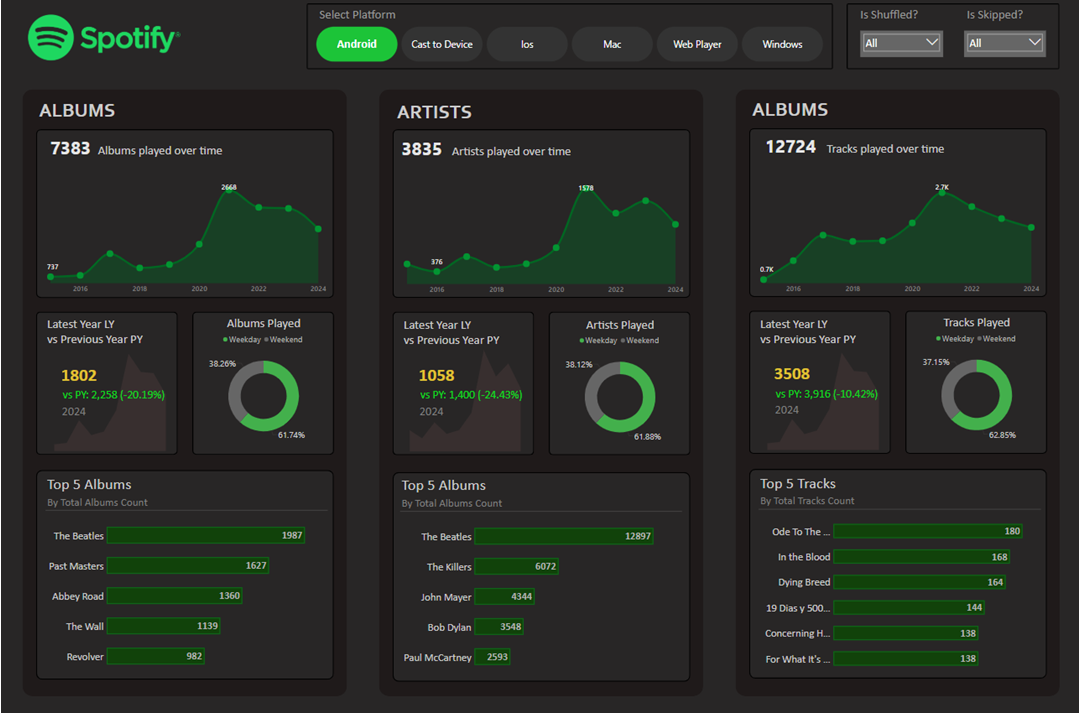 Spotify
Select Platform
Android
Cast to Device
Ios
Mac
Web Player
Windows
Is Shuffled?
All
Is Skipped?
All
ALBUMS
7383 Albums played over time
2668
737
2016 2018 2020 2022 2024
Latest Year LY
vs Previous Year PY
1802
vs PY: 2,258 (-20.19%)
2024
Albums Played
Weekday Weekend
38.26%
61.74%
Top 5 Albums
By Total Albums Count
The Beatles 1987
Past Masters 1627
Abbey Road 1360
The Wall 1139
Revolver 982
ARTISTS
3835 Artists played over time
1578
376
2016 2018 2020 2022 2024
Latest Year LY
vs Previous Year PY
1058
vs PY: 1,400 (-24.43%)
2024
Artists Played
Weekday Weekend
38.12%
61.88%
Top 5 Albums
By Total Albums Count
The Beatles 12897
The Killers 6072
John Mayer 4344
Bob Dylan 3548
Paul McCartney 2593
ALBUMS
12724 Tracks played over time
2.7K
0.7K
2016 2018 2020 2022 2024
Latest Year LY
vs Previous Year PY
3508
vs PY: 3,916 (-10.42%)
2024
Tracks Played
Weekday Weekend
37.15%
62.85%
Top 5 Tracks
By Total Tracks Count
Ode To The ... 180
In the Blood 168
Dying Breed 164
19 Dias y 500... 144
Concerning H... 138
For What It's ... 138